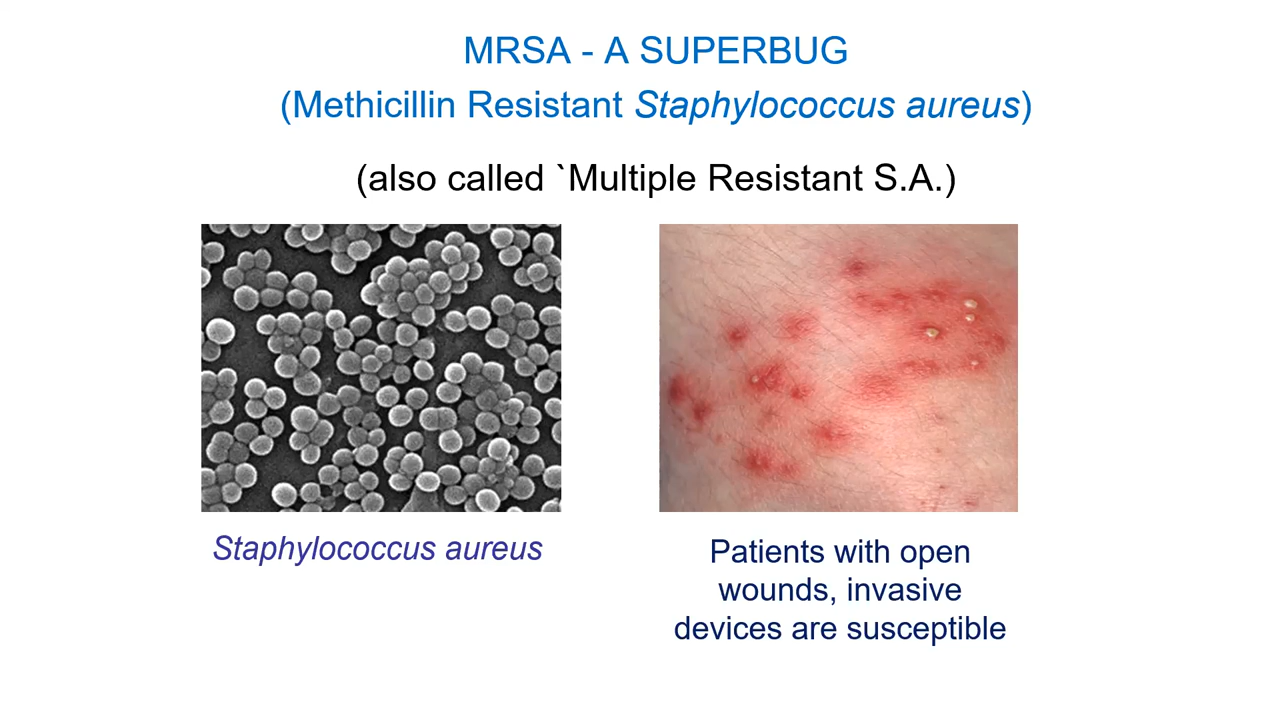 MRSA - A SUPERBUG
(Methicillin Resistant Staphylococcus aureus)
(also called `Multiple Resistant S.A.)
Staphylococcus aureus
Patients with open
wounds, invasive
devices are susceptible